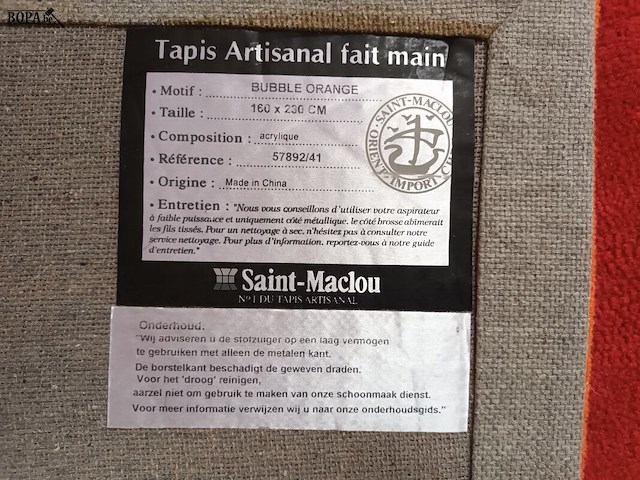 BOPA
Tapis Artisanal fait main
• Motif : BUBBLE ORANGE
• Taille : 160 x 230 CM
• Composition : acrylique
• Référence : 57892/41
• Origine : Made in China
• Entretien : "Nous vous conseillons d'utiliser votre aspirateur
à faible puissance et uniquement côté métallique. le côté brosse abimerait
les fils tissés. Pour un nettoyage à sec, n'hésitez pas à consulter notre
service nettoyage. Pour plus d'information, reportez-vous à notre guide
d'entretien."
SAINT-MACLOU
ORIENT IMPORT
Saint-Maclou
N°1 DU TAPIS ARTISANAL
Onderhoud:
"Wij adviseren u de stofzuiger op een laag vermogen
te gebruiken met alleen de metalen kant.
De borstelkant beschadigt de geweven draden.
Voor het 'droog' reinigen,
aarzel niet om gebruik te maken van onze schoonmaak dienst.
Voor meer informatie verwijzen wij u naar onze onderhoudsgids."